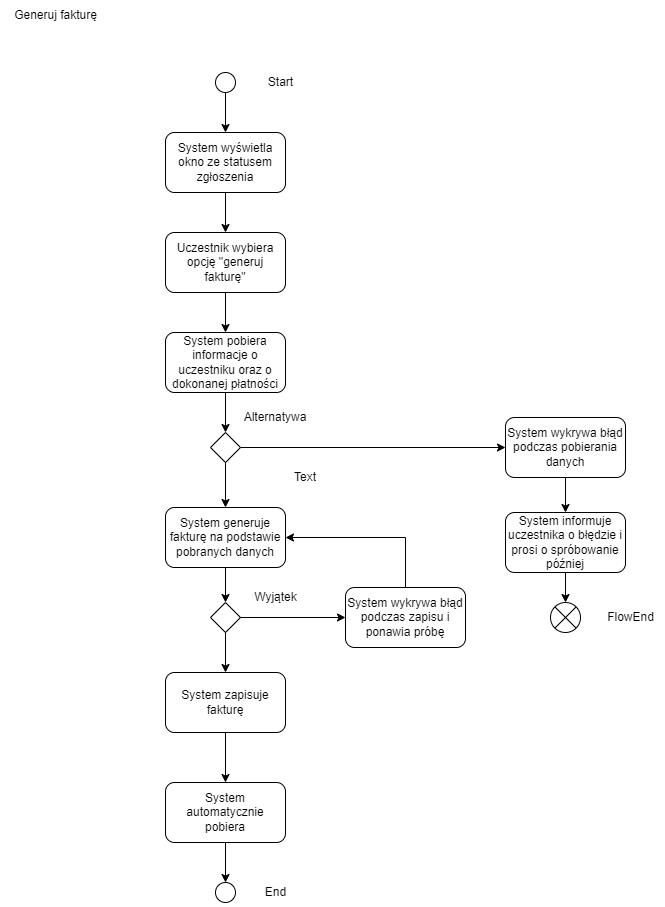 Generuj fakturę
Start
System wyświetla
okno ze statusem
zgłoszenia
Uczestnik wybiera
opcję "generuj
fakturę"
System pobiera
informacje o
uczestniku oraz o
dokonanej płatności
Alternatywa
System wykrywa błąd
podczas pobierania
danych
Text
System generuje
fakturę na podstawie
pobranych danych
System informuje
uczestnika o błędzie i
prosi o spróbowanie
później
Wyjątek
System wykrywa błąd
podczas zapisu i
ponawia próbę
FlowEnd
System zapisuje
fakturę
System
automatycznie
pobiera
End